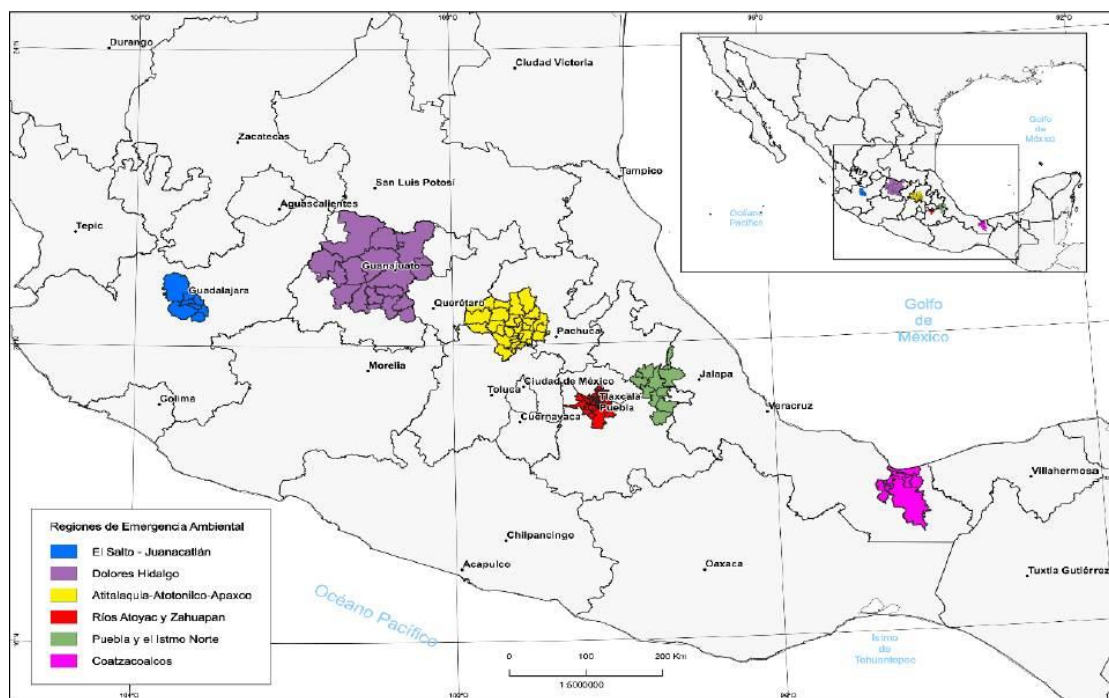 Durango
Ciudad Victoria
Zacatecas
Tampico
San Luis Potosí
Aguascalientes
Tepic
Guanajuato
Guadalajara
Querétaro
Pachuca
Morelia
Jalapa
Ciudad de México
Toluca
Tlaxcala
Puebla
Colima
Cuernavaca
Veracruz
Villahermosa
Chilpancingo
Acapulco
Oaxaca
Tuxtla Gutiérrez
Golfo
de
México
Océano
Pacífico
Golfo
de
México
Océano Pacífico
Istmo
de
Tehuantepec
Regiones de Emergencia Ambiental
El Salto - Juanacatlán
Dolores Hidalgo
Atitalaquia-Atotonilco-Apaxco
Ríos Atoyac y Zahuapan
Puebla y el Istmo Norte
Coatzacoalcos
0 100 200 Km